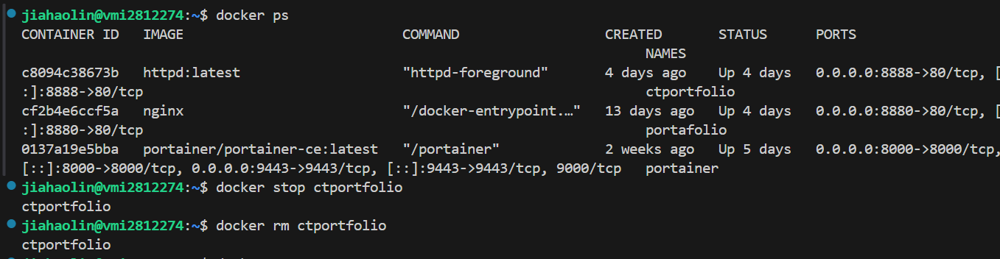 jiahaolin@vmi2812274:~$ docker ps
CONTAINER ID   IMAGE                           COMMAND                  CREATED       STATUS      PORTS
NAMES
c8094c38673b   httpd:latest                    "httpd-foreground"       4 days ago    Up 4 days   0.0.0.0:8888->80/tcp, [
:]:8888->80/tcp                                                              ctportfolio
cf2b4e6ccf5a   nginx                           "/docker-entrypoint.…"   13 days ago   Up 4 days   0.0.0.0:8880->80/tcp, [
:]:8880->80/tcp                                                              portafolio
0137a19e5bba   portainer/portainer-ce:latest   "/portainer"             2 weeks ago   Up 5 days   0.0.0.0:8000->8000/tcp,
[::]:8000->8000/tcp, 0.0.0.0:9443->9443/tcp, [::]:9443->9443/tcp, 9000/tcp   portainer
jiahaolin@vmi2812274:~$ docker stop ctportfolio
ctportfolio
jiahaolin@vmi2812274:~$ docker rm ctportfolio
ctportfolio